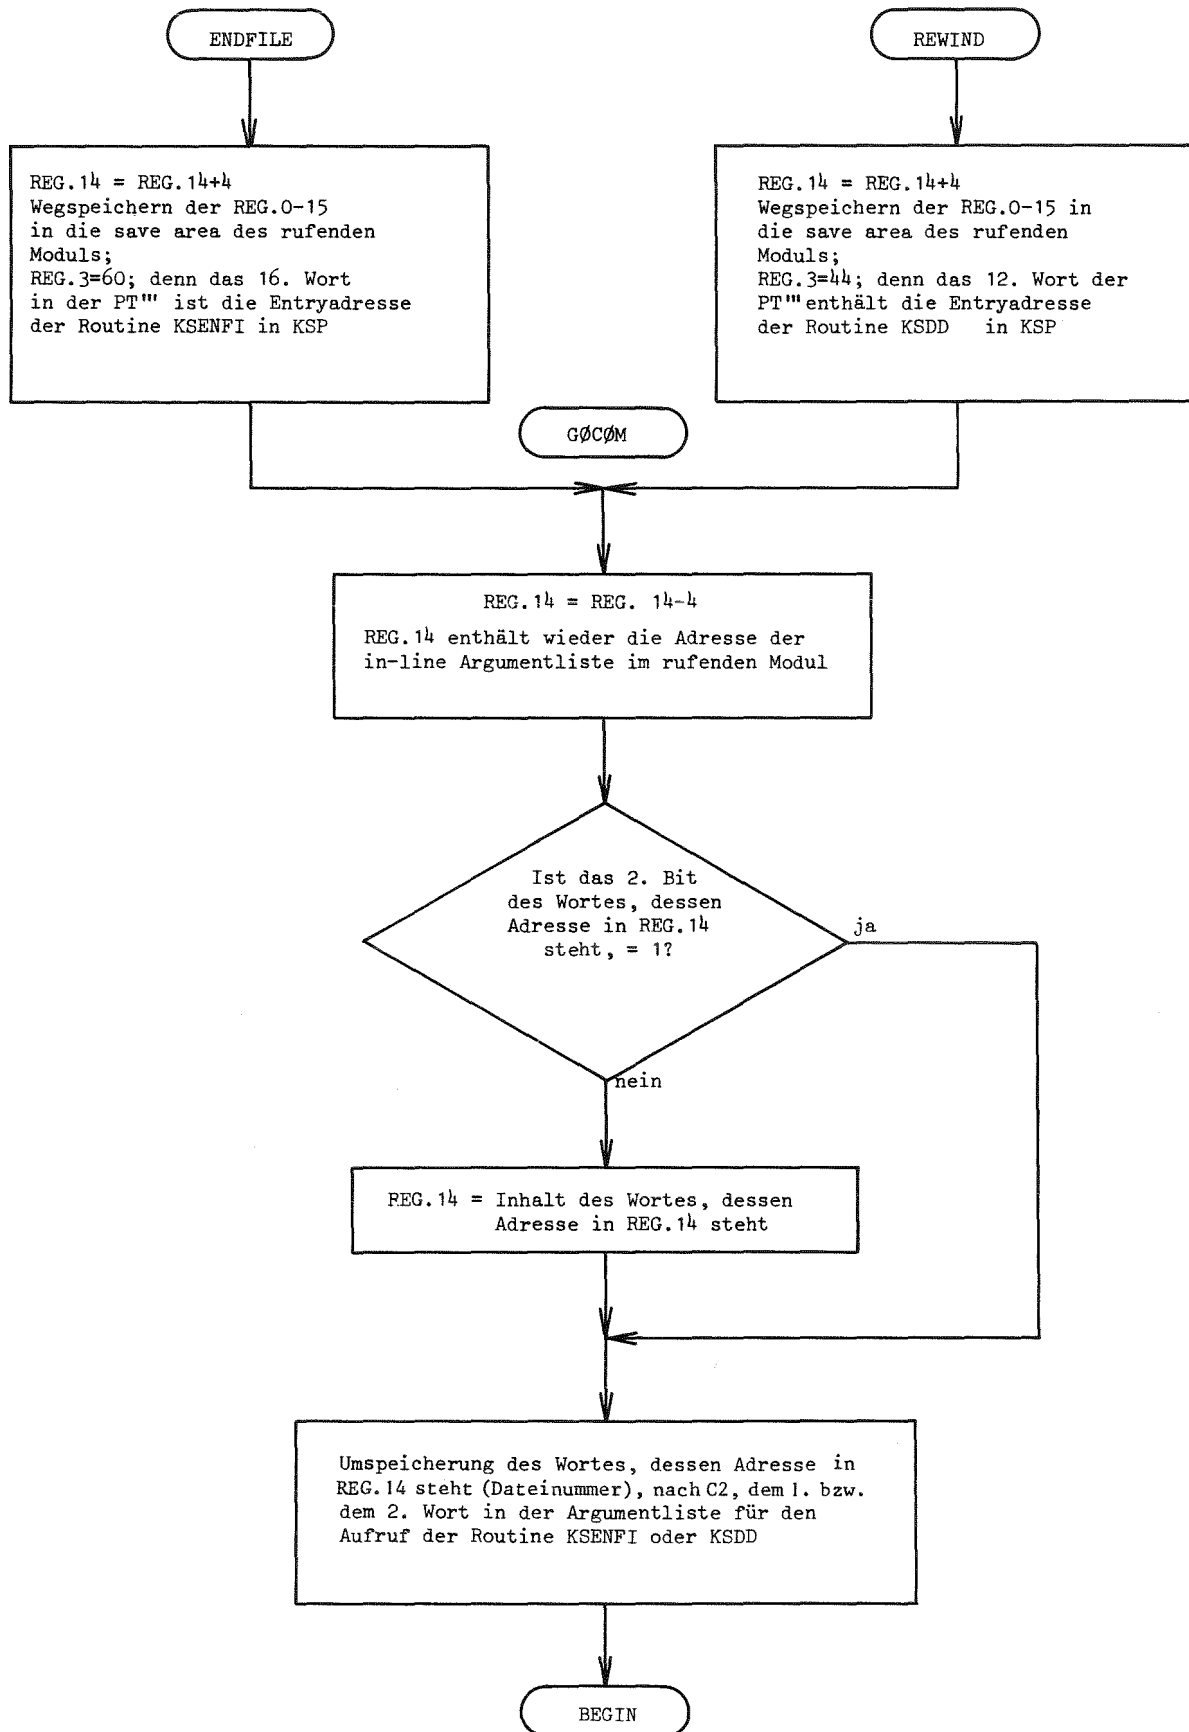 ENDFILE
REWIND
REG.14 = REG.14+4
Wegspeichern der REG.0-15
in die save area des rufenden
Moduls;
REG.3=60; denn das 16. Wort
in der PT''' ist die Entryadresse
der Routine KSENFI in KSP
REG.14 = REG.14+4
Wegspeichern der REG.0-15 in
die save area des rufenden
Moduls;
REG.3=44; denn das 12. Wort der
PT''' enthält die Entryadresse
der Routine KSDD in KSP
GØCØM
REG.14 = REG. 14-4
REG.14 enthält wieder die Adresse der
in-line Argumentliste im rufenden Modul
Ist das 2. Bit
des Wortes, dessen
Adresse in REG.14
steht, = 1?
ja
nein
REG.14 = Inhalt des Wortes, dessen
Adresse in REG.14 steht
Umspeicherung des Wortes, dessen Adresse in
REG.14 steht (Dateinummer), nach C2, dem 1. bzw.
dem 2. Wort in der Argumentliste für den
Aufruf der Routine KSENFI oder KSDD
BEGIN